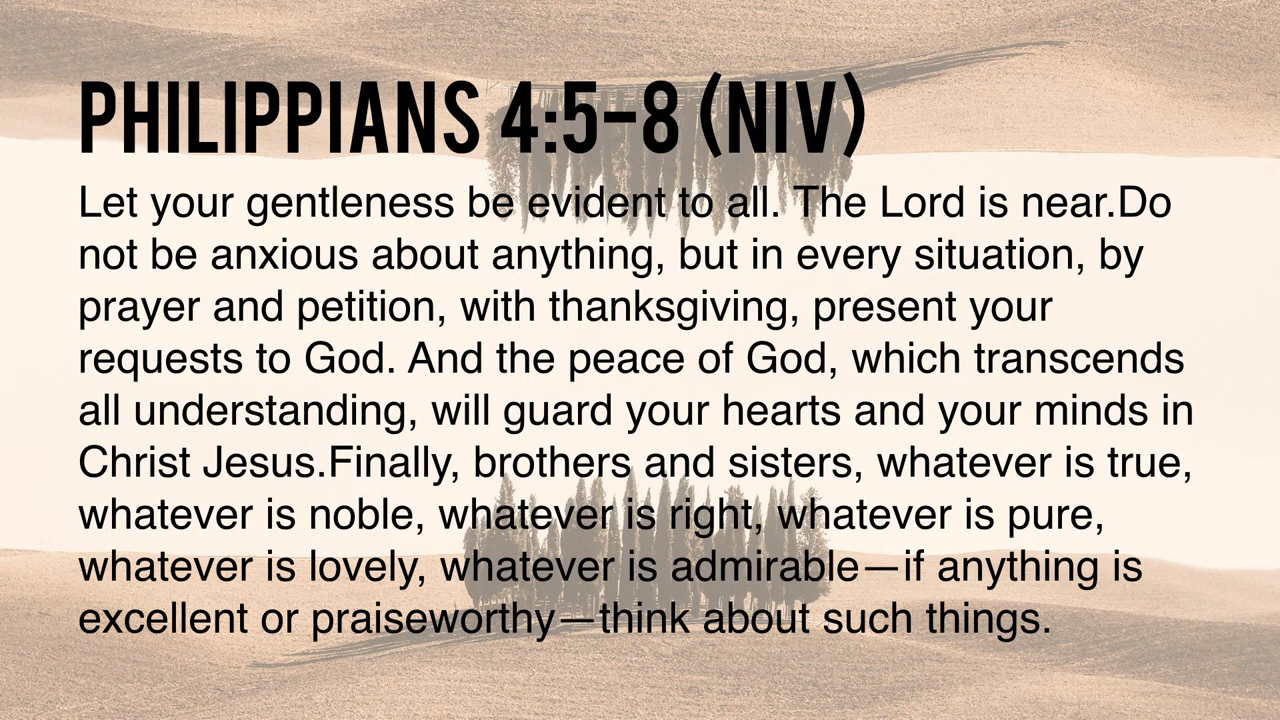 PHILIPPIANS 4:5–8 (NIV)
Let your gentleness be evident to all. The Lord is near.Do
not be anxious about anything, but in every situation, by
prayer and petition, with thanksgiving, present your
requests to God. And the peace of God, which transcends
all understanding, will guard your hearts and your minds in
Christ Jesus.Finally, brothers and sisters, whatever is true,
whatever is noble, whatever is right, whatever is pure,
whatever is lovely, whatever is admirable—if anything is
excellent or praiseworthy—think about such things.